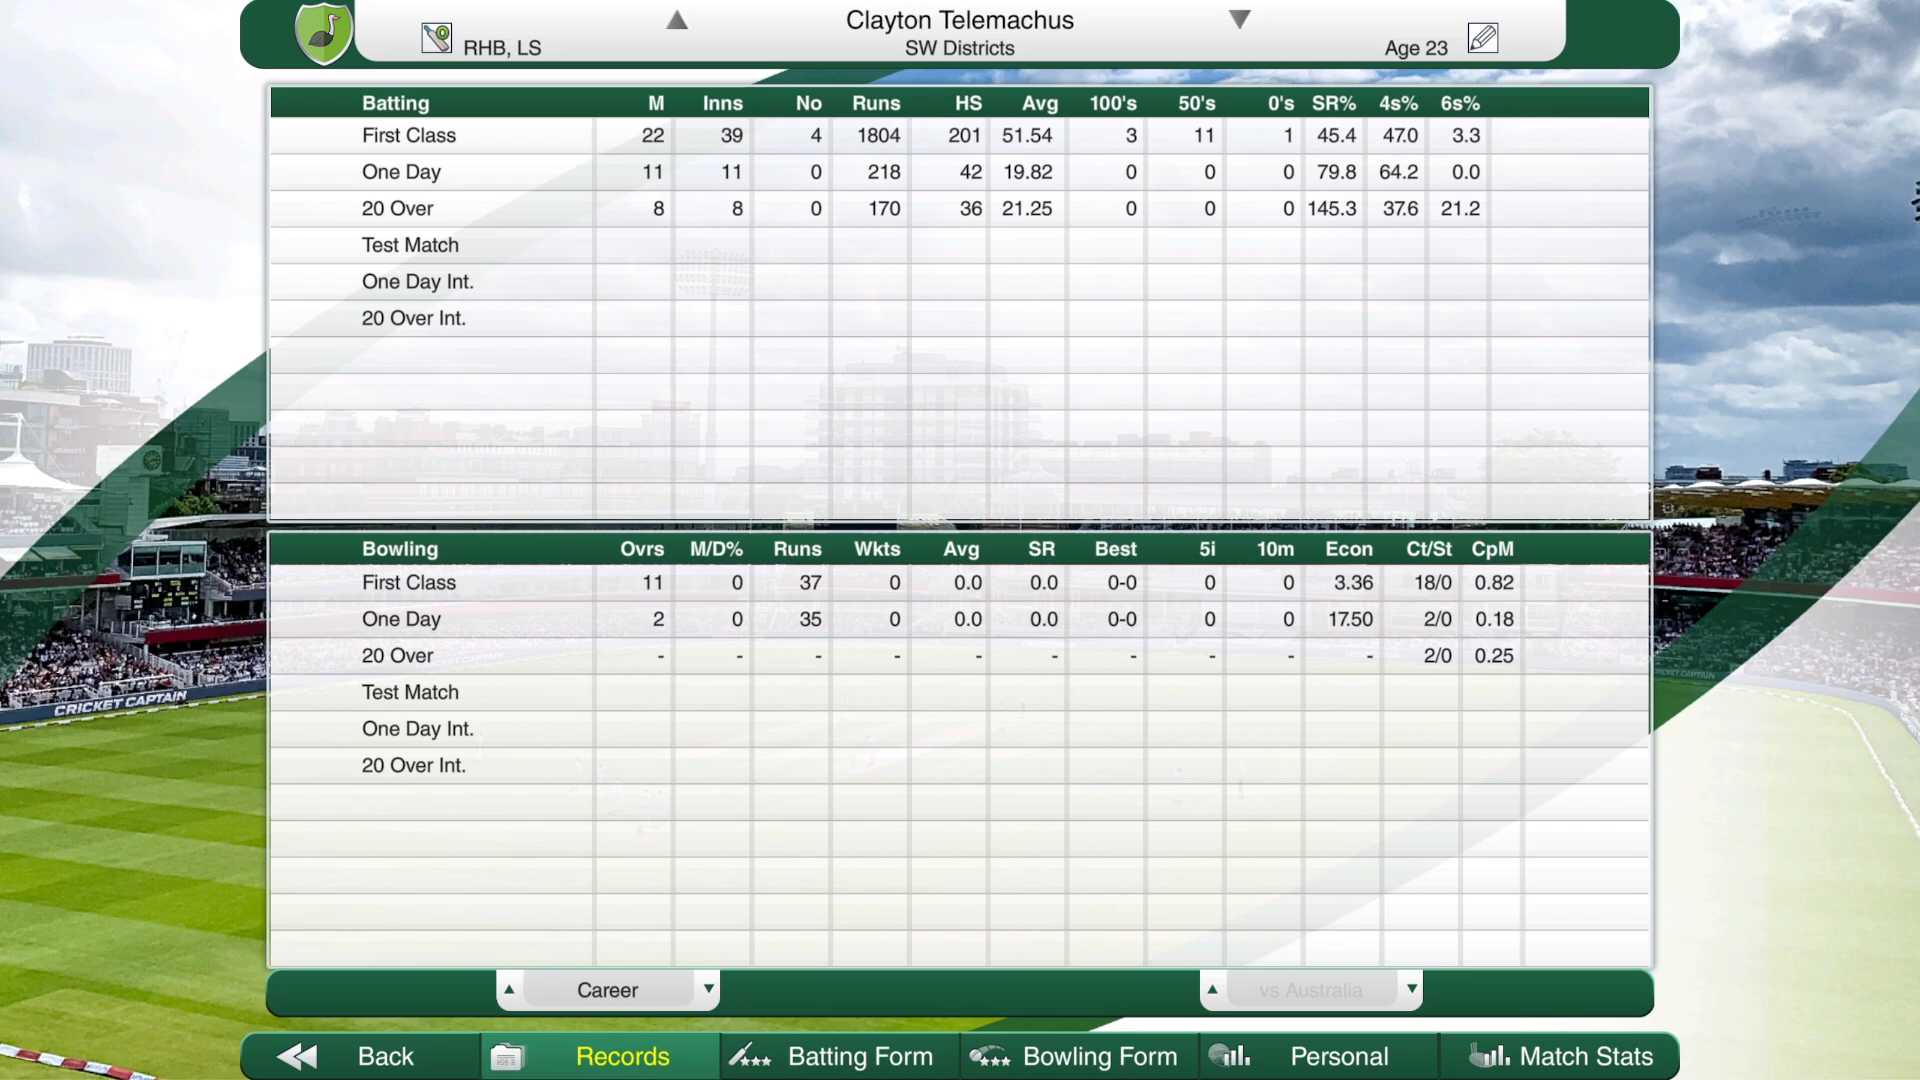 Clayton Telemachus
RHB, LS SW Districts Age 23
Batting M Inns No Runs HS Avg 100's 50's 0's SR% 4s% 6s%
First Class 22 39 4 1804 201 51.54 3 11 1 45.4 47.0 3.3
One Day 11 11 0 218 42 19.82 0 0 0 79.8 64.2 0.0
20 Over 8 8 0 170 36 21.25 0 0 0 145.3 37.6 21.2
Test Match
One Day Int.
20 Over Int.
Bowling Ovrs M/D% Runs Wkts Avg SR Best 5i 10m Econ Ct/St CpM
First Class 11 0 37 0 0.0 0.0 0-0 0 0 3.36 18/0 0.82
One Day 2 0 35 0 0.0 0.0 0-0 0 0 17.50 2/0 0.18
20 Over - - - - - - - - - - 2/0 0.25
Test Match
One Day Int.
20 Over Int.
CRICKET CAPTAIN
Career vs Australia
Back Records Batting Form Bowling Form Personal Match Stats